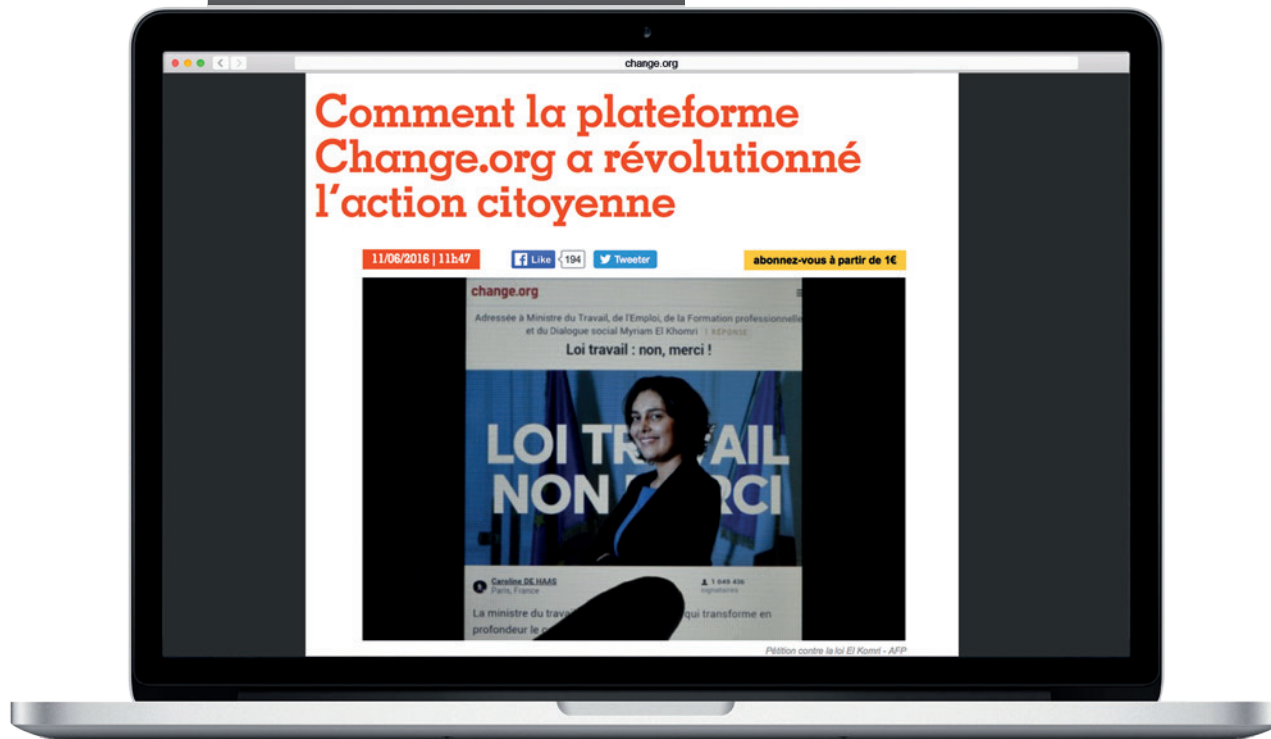 change.org
Comment la plateforme
Change.org a révolutionné
l'action citoyenne
11/06/2016 | 11h47
Like
194
Tweeter
abonnez-vous à partir de 1€
change.org
Adressée à Ministre du Travail, de l'Emploi, de la Formation professionnelle
et du Dialogue social Myriam El Khomri | RÉPONSE
Loi travail : non, merci !
LOI TR AIL
NON RCI
Caroline DE HAAS
Paris, France
1 049 436
signataires
La ministre du trava qui transforme en
profondeur le
Pétition contre la loi El Komri - AFP